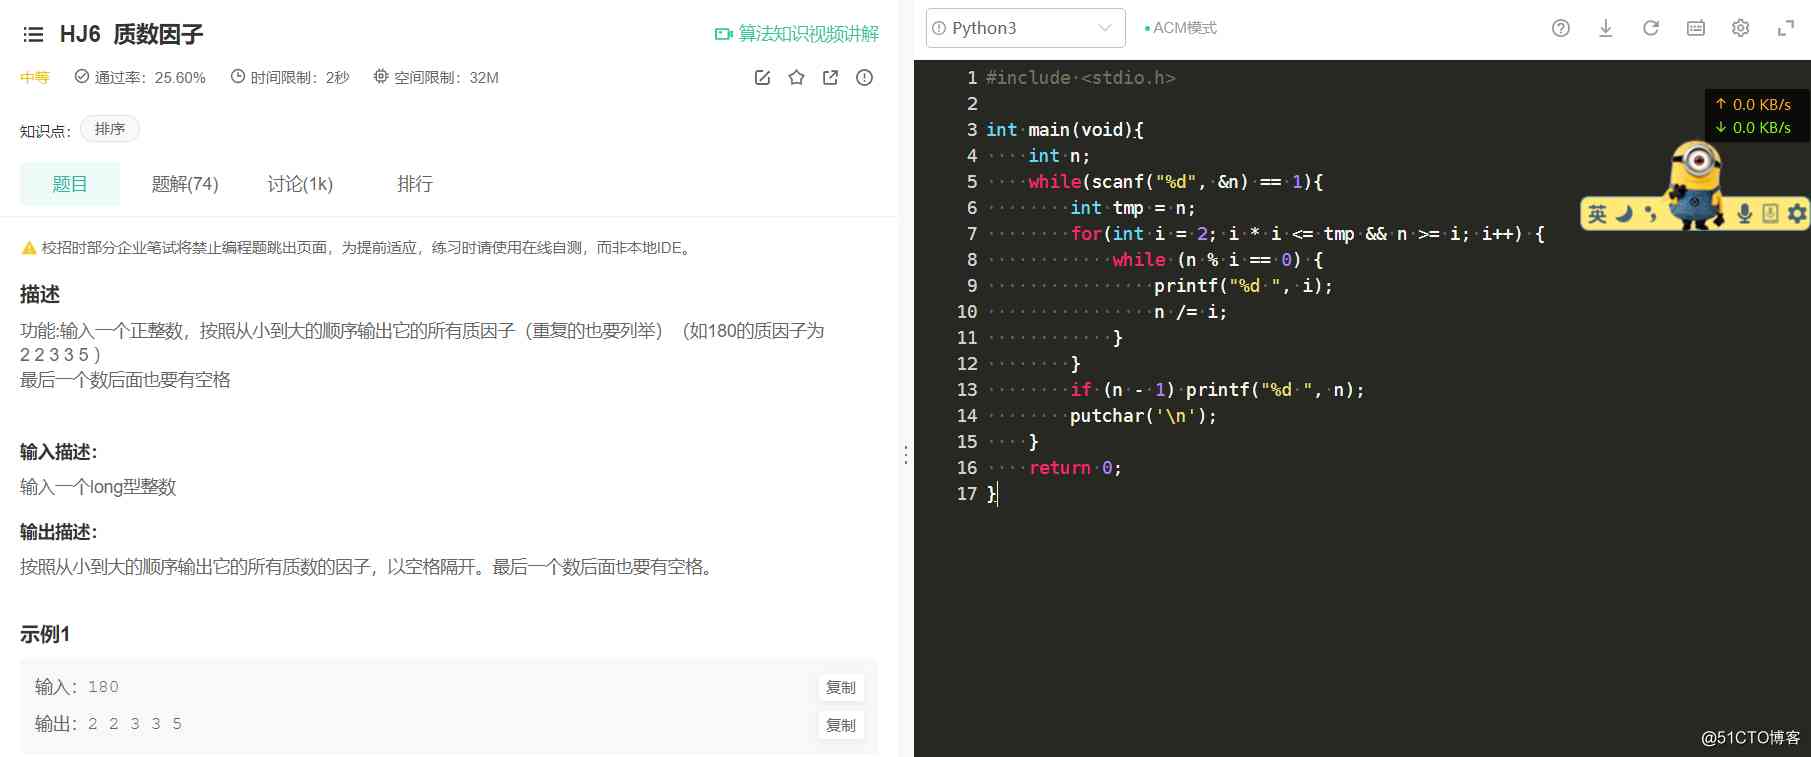 HJ6 质数因子
算法知识视频讲解
中等 通过率：25.60% 时间限制：2秒 空间限制：32M
知识点： 排序
题目 题解(74) 讨论(1k) 排行
校招时部分企业笔试将禁止编程题跳出页面，为提前适应，练习时请使用在线自测，而非本地IDE。
描述
功能:输入一个正整数，按照从小到大的顺序输出它的所有质因子（重复的也要列举）（如180的质因子为
2 2 3 3 5 ）
最后一个数后面也要有空格
输入描述：
输入一个long型整数
输出描述：
按照从小到大的顺序输出它的所有质数的因子，以空格隔开。最后一个数后面也要有空格。
示例1
输入：180 复制
输出：2 2 3 3 5 复制
Python3 ACM模式
1 #include <stdio.h>
2
3 int main(void){
4     int n;
5     while(scanf("%d", &n) == 1){
6         int tmp = n;
7         for(int i = 2; i * i <= tmp && n >= i; i++) {
8             while (n % i == 0) {
9                 printf("%d ", i);
10                 n /= i;
11             }
12         }
13         if (n - 1) printf("%d ", n);
14         putchar('\n');
15     }
16     return 0;
17 }
↑ 0.0 KB/s
↓ 0.0 KB/s
英
@51CTO博客